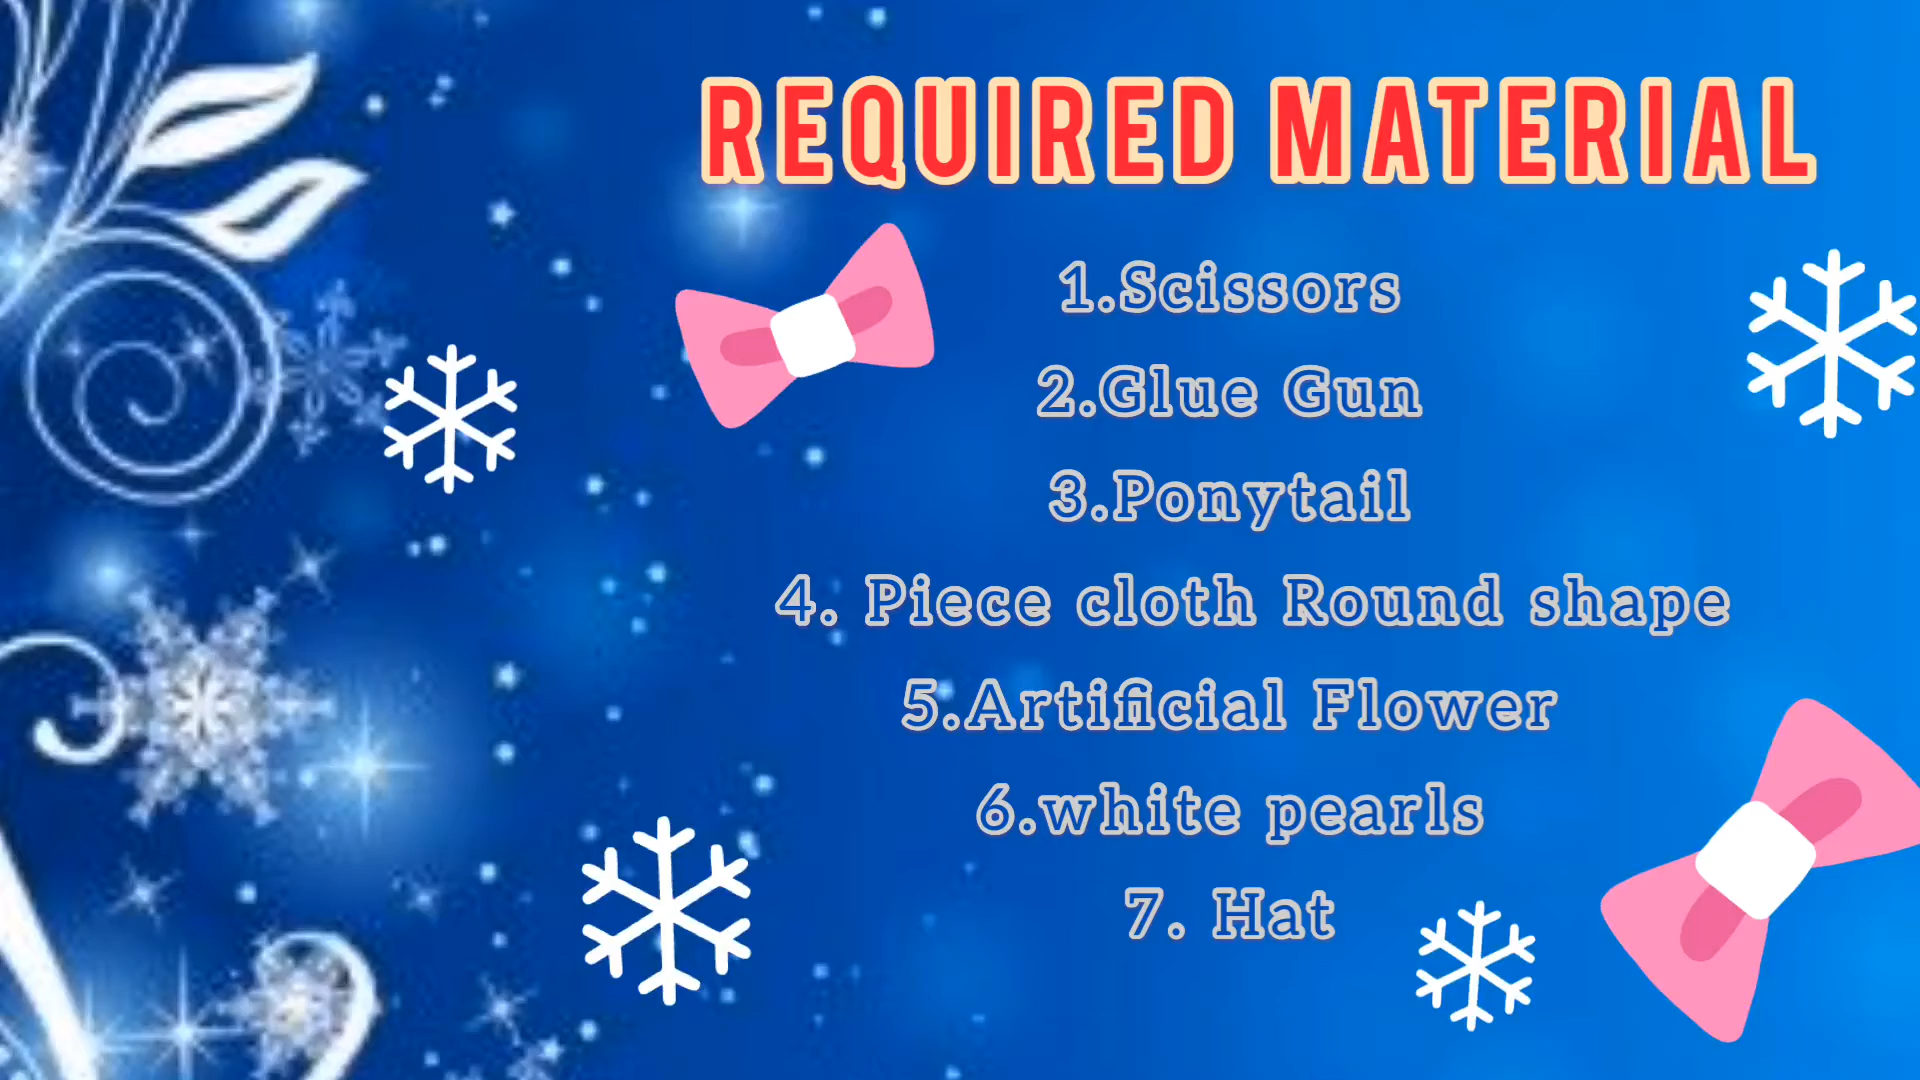 REQUIRED MATERIAL
1.Scissors
2.Glue Gun
3.Ponytail
4. Piece cloth Round shape
5.Artificial Flower
6.white pearls
7. Hat